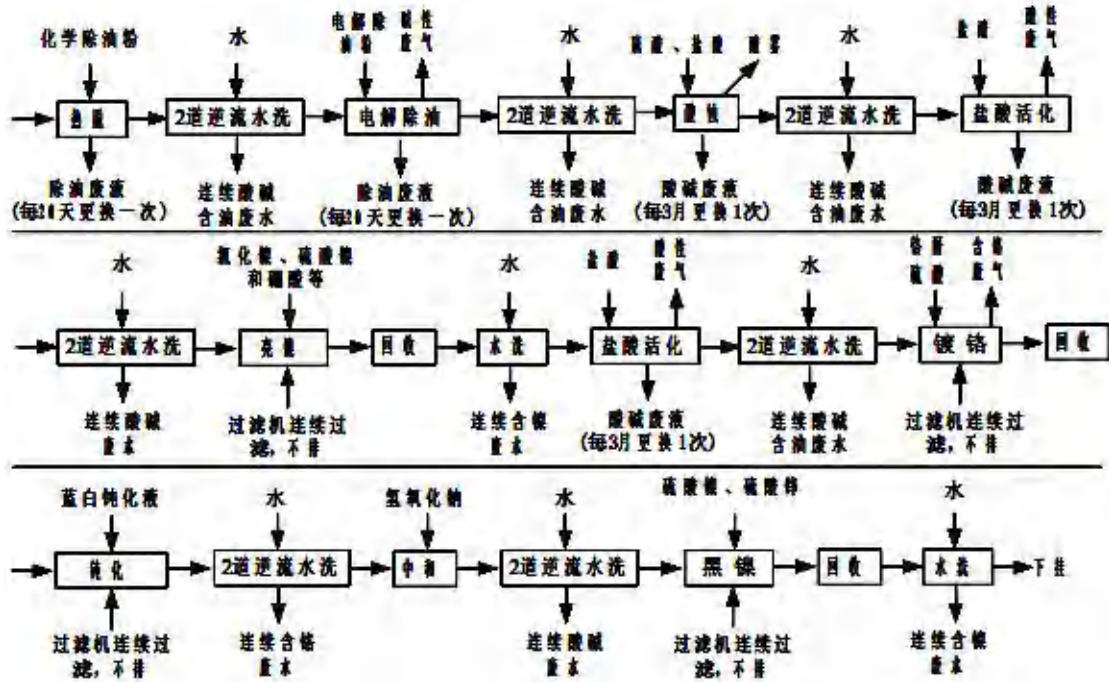 化学除油粉
水
电解除
油粉
碱性
废气
水
硫酸、盐酸
酸雾
水
盐酸
酸性
废气
热脱
2道逆流水洗
电解除油
2道逆流水洗
酸蚀
2道逆流水洗
盐酸活化
除油废液
(每20天更换一次)
连续酸碱
含油废水
除油废液
(每20天更换一次)
连续酸碱
含油废水
酸碱废液
(每3月更换1次)
连续酸碱
含油废水
酸碱废液
(每3月更换1次)
水
氯化镍、硫酸镍
和硼酸等
水
盐酸
酸性
废气
水
铬酐
硫酸
含铬
废气
2道逆流水洗
亮镍
回收
水洗
盐酸活化
2道逆流水洗
镀铬
回收
连续酸碱
废水
过滤机连续过
滤,不排
连续含镍
废水
酸碱废液
(每3月更换1次)
连续酸碱
含油废水
过滤机连续过
滤,不排
蓝白钝化液
水
氢氧化钠
水
硫酸镍、硫酸锌
水
钝化
2道逆流水洗
中和
2道逆流水洗
黑镍
回收
水洗
下挂
过滤机连续过
滤,不排
连续含铬
废水
连续酸碱
废水
过滤机连续过
滤,不排
连续含镍
废水